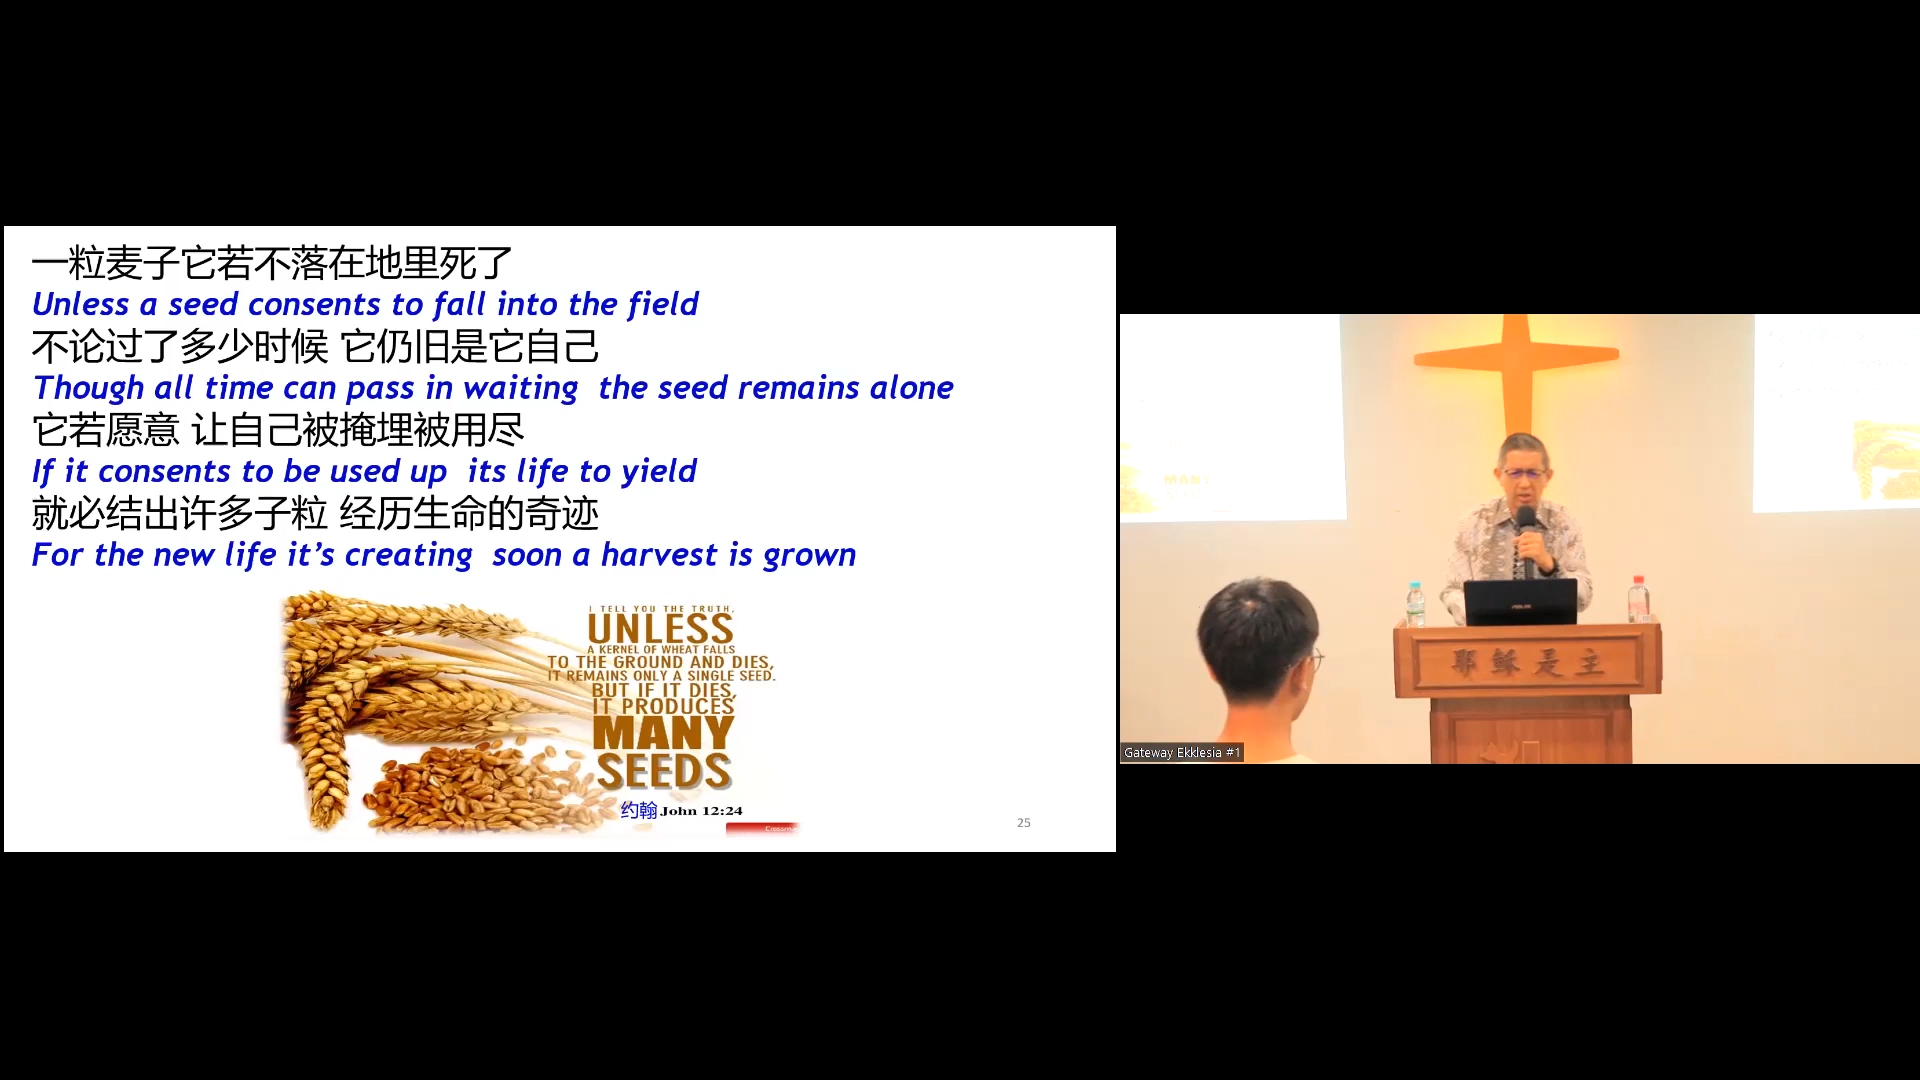 一粒麦子它若不落在地里死了
Unless a seed consents to fall into the field
不论过了多少时候 它仍旧是它自己
Though all time can pass in waiting the seed remains alone
它若愿意 让自己被掩埋被用尽
If it consents to be used up its life to yield
就必结出许多子粒 经历生命的奇迹
For the new life it’s creating soon a harvest is grown
I TELL YOU THE TRUTH,
UNLESS
A KERNEL OF WHEAT FALLS
TO THE GROUND AND DIES,
IT REMAINS ONLY A SINGLE SEED.
BUT IF IT DIES,
IT PRODUCES
MANY
SEEDS
约翰 John 12:24
25
MANY
ASUS
耶稣是主
Gateway Ekklesia #1